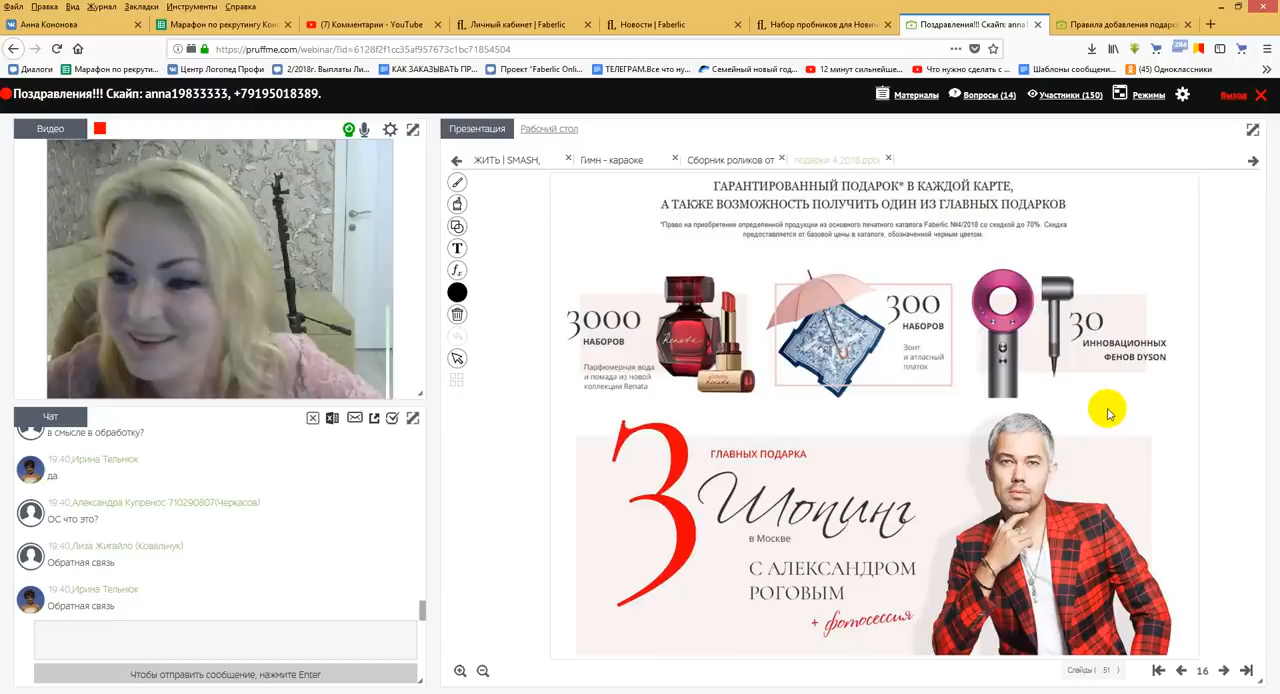 Файл Правка Вид Журнал Закладки Инструменты Справка
Анна Кононова
Марафон по рекрутингу Кон
(7) Комментарии - YouTube
Личный кабинет | Faberlic
Новости | Faberlic
Набор пробников для Нович
Поздравления!!! Скайп: anna1
Правила добавления подарк
https://pruffme.com/webinar/?id=6128f2f1cc35af957673c1bc71854504
284
Диалоги
Марафон по рекрути...
Центр Логопед Профи
2/2018г. Выплаты Ли...
КАК ЗАКАЗЫВАТЬ ПР...
Проект "Faberlic Onli...
ТЕЛЕГРАМ.Все что ну...
Семейный новый год...
12 минут сильнейше...
Что нужно сделать с ...
Шаблоны сообщени...
(45) Одноклассники
Поздравления!!! Скайп: anna19833333, +79195018389.
Материалы
Вопросы (14)
Участники (150)
Режимы
Выход
Видео
Презентация
Рабочий стол
ЖИТЬ | SMASH,
Гимн - караоке
Сборник роликов от
подарки 4.2018.pptx
ГАРАНТИРОВАННЫЙ ПОДАРОК* В КАЖДОЙ КАРТЕ,
А ТАКЖЕ ВОЗМОЖНОСТЬ ПОЛУЧИТЬ ОДИН ИЗ ГЛАВНЫХ ПОДАРКОВ
*Право на приобретение определенной продукции из основного печатного каталога Faberlic №4/2018 со скидкой до 70% Скидка
предоставляется от базовой цены в каталоге, обозначенной черным цветом.
3000
НАБОРОВ
Парфюмерная вода
и помада из новой
коллекции Renata
Renata
300
НАБОРОВ
Зонт
и атласный
платок
30
ИННОВАЦИОННЫХ
ФЕНОВ DYSON
3
ГЛАВНЫХ ПОДАРКА
Шопинг
в Москве
С АЛЕКСАНДРОМ
РОГОВЫМ
+ фотосессия
Слайды ( 51 )
16
Чат
в смысле в обработку?
19:40,Ирина Тельнюк
да
19:40,Александра Купренос 710290807(Черкасов)
ОС что это?
19:40,Лиза Жигайло (Ковальчук)
Обратная связь
19:40,Ирина Тельнюк
Обратная связь
Чтобы отправить сообщение, нажмите Enter